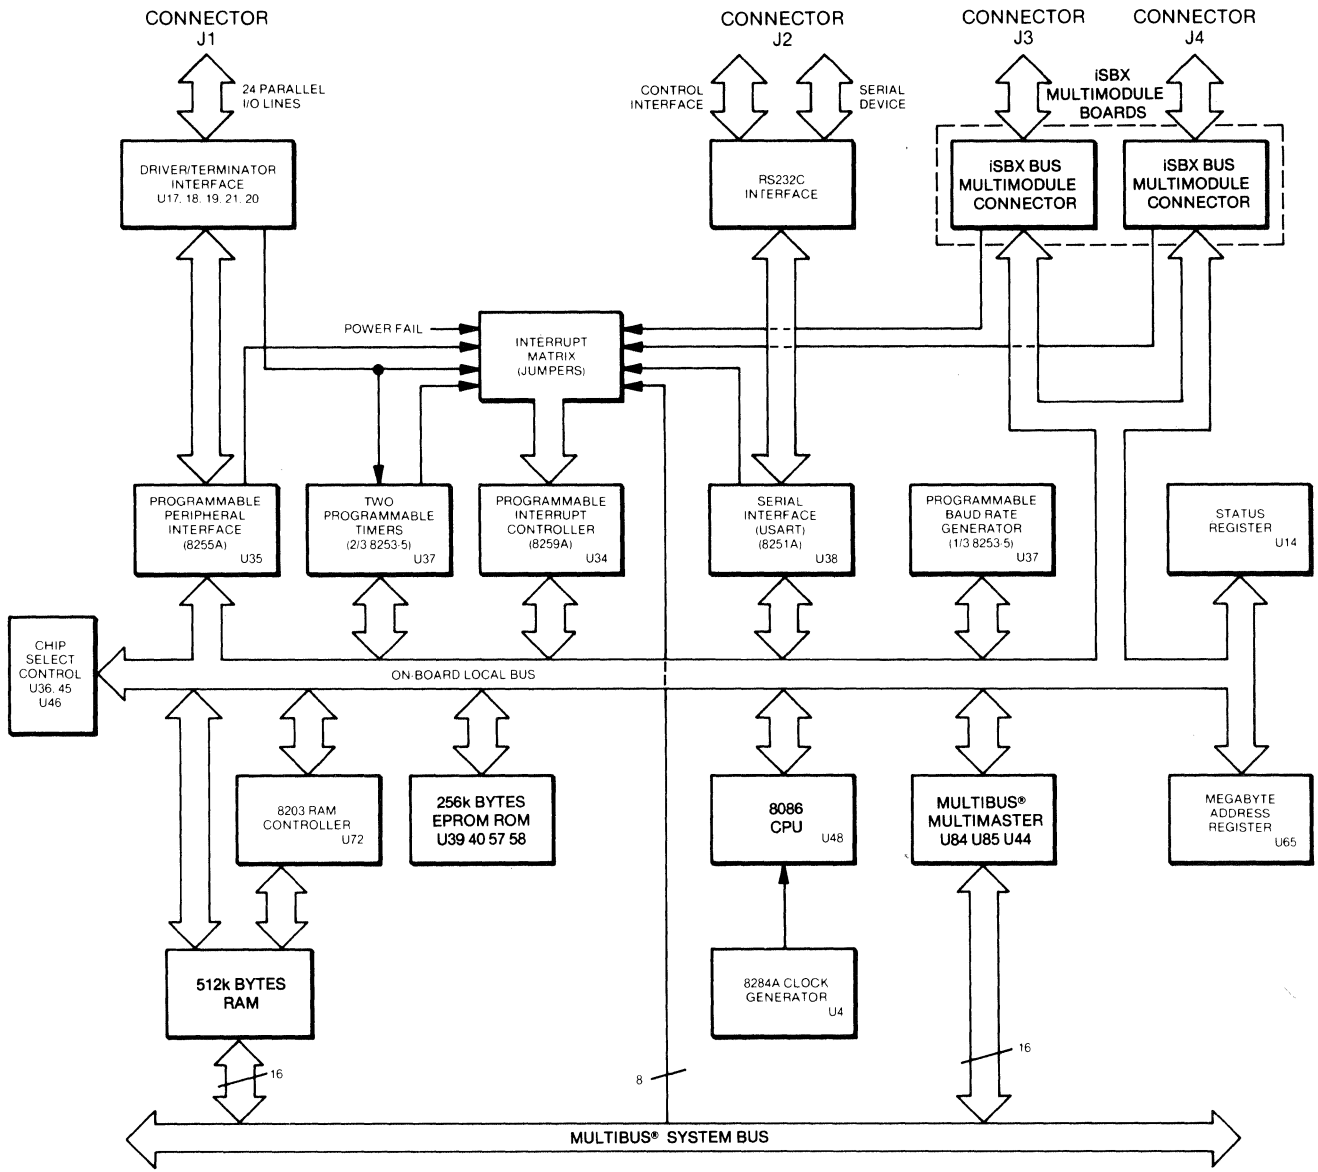 CONNECTOR
J1
CONNECTOR
J2
CONNECTOR
J3
CONNECTOR
J4
24 PARALLEL
I/O LINES
CONTROL
INTERFACE
SERIAL
DEVICE
iSBX
MULTIMODULE
BOARDS
DRIVER/TERMINATOR
INTERFACE
U17, 18, 19, 21, 20
RS232C
INTERFACE
iSBX BUS
MULTIMODULE
CONNECTOR
iSBX BUS
MULTIMODULE
CONNECTOR
POWER FAIL
INTERRUPT
MATRIX
(JUMPERS)
PROGRAMMABLE
PERIPHERAL
INTERFACE
(8255A)
U35
TWO
PROGRAMMABLE
TIMERS
(2/3 8253-5)
U37
PROGRAMMABLE
INTERRUPT
CONTROLLER
(8259A)
U34
SERIAL
INTERFACE
(USART)
(8251A)
U38
PROGRAMMABLE
BAUD RATE
GENERATOR
(1/3 8253-5)
U37
STATUS
REGISTER
U14
CHIP
SELECT
CONTROL
U36, 45
U46
ON-BOARD LOCAL BUS
8203 RAM
CONTROLLER
U72
256k BYTES
EPROM ROM
U39 40 57 58
8086
CPU
U48
MULTIBUS®
MULTIMASTER
U84 U85 U44
MEGABYTE
ADDRESS
REGISTER
U65
512k BYTES
RAM
8284A CLOCK
GENERATOR
U4
16
8
16
MULTIBUS® SYSTEM BUS